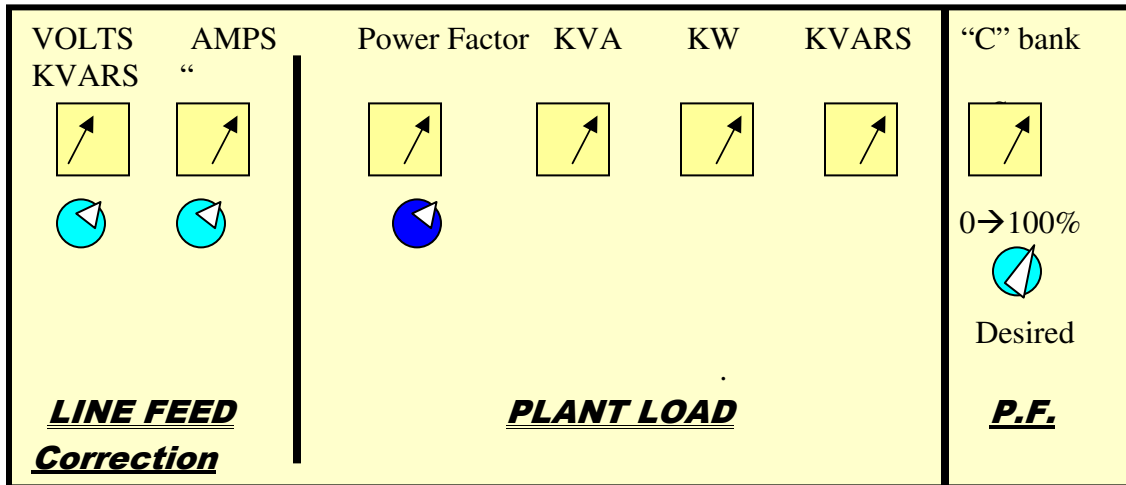 VOLTS AMPS Power Factor KVA KW KVARS “C” bank
KVARS “
0→100%
Desired
.
LINE FEED PLANT LOAD P.F.
Correction